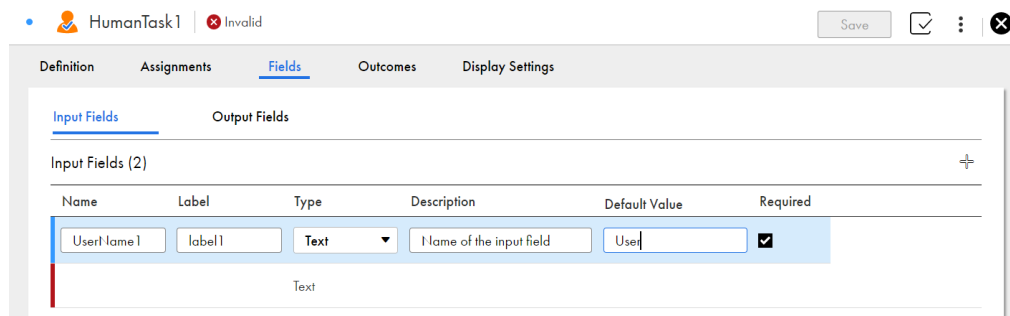 HumanTask1 Invalid Save
Definition Assignments Fields Outcomes Display Settings
Input Fields Output Fields
Input Fields (2)
Name Label Type Description Default Value Required
UserName1 label1 Text Name of the input field User
Text